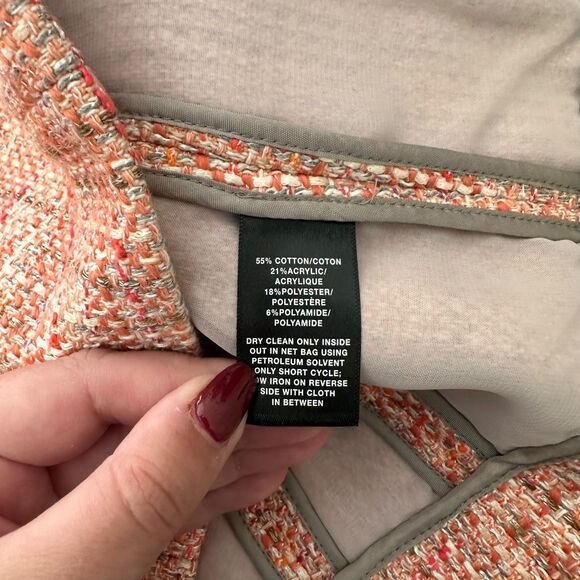 55% COTTON/COTON
21%ACRYLIC/
ACRYLIQUE
18%POLYESTER/
POLYESTÈRE
6%POLYAMIDE/
POLYAMIDE
DRY CLEAN ONLY INSIDE
OUT IN NET BAG USING
PETROLEUM SOLVENT
ONLY SHORT CYCLE;
OW IRON ON REVERSE
SIDE WITH CLOTH
IN BETWEEN